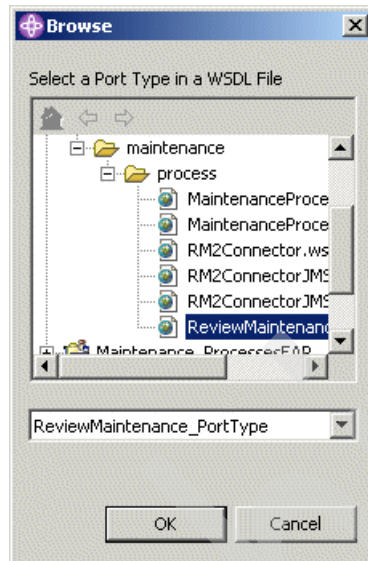 Browse
Select a Port Type in a WSDL File
maintenance
process
MaintenanceProce
MaintenanceProce
RM2Connector.ws
RM2ConnectorJMS
RM2ConnectorJMS
ReviewMaintenanc
Maintenance_ProcessesEAR
ReviewMaintenance_PortType
OK Cancel